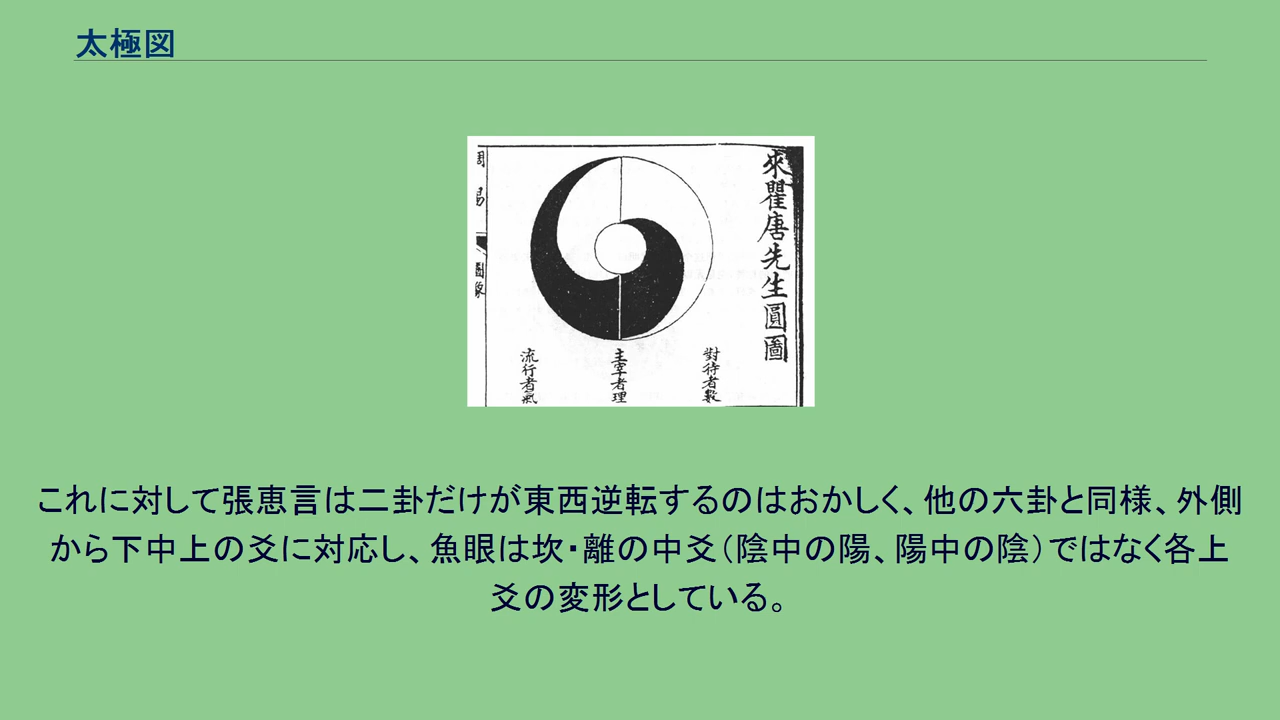 太極図
來瞿唐先生圓圖
對待者數
主宰者理
流行者氣
周易
圖像
これに対して張恵言は二卦だけが東西逆転するのはおかしく、他の六卦と同様、外側
から下中上の爻に対応し、魚眼は坎・離の中爻（陰中の陽、陽中の陰）ではなく各上
爻の変形としている。